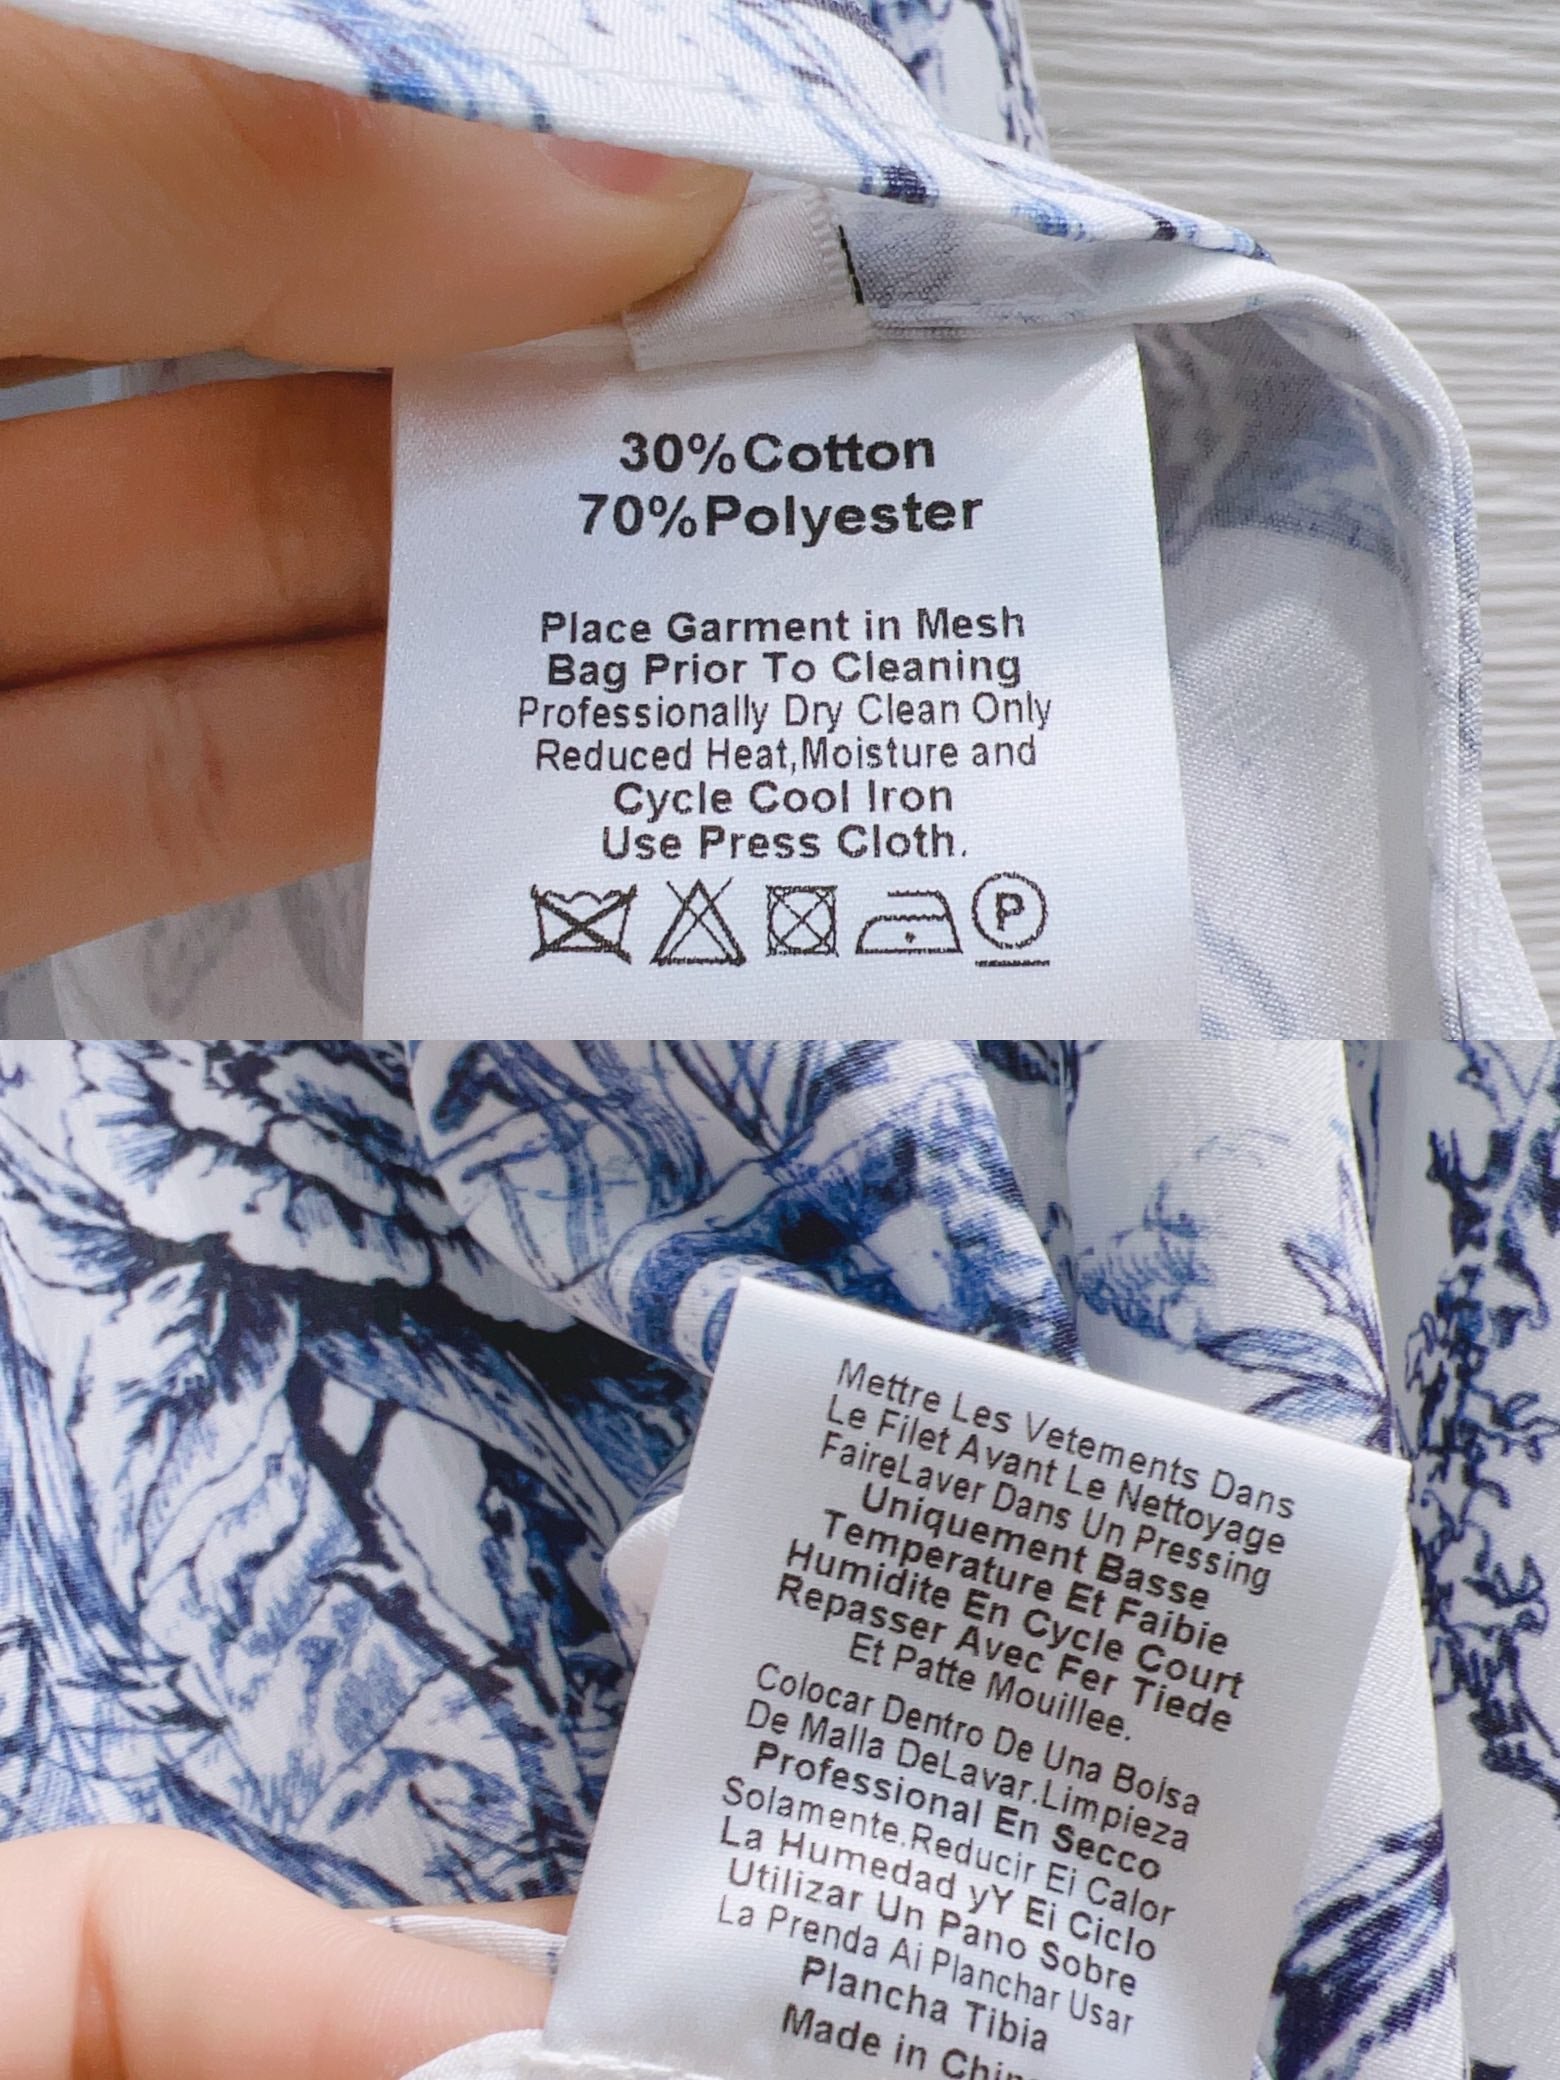 30%Cotton
70%Polyester
Place Garment in Mesh
Bag Prior To Cleaning
Professionally Dry Clean Only
Reduced Heat,Moisture and
Cycle Cool Iron
Use Press Cloth.
P
Mettre Les Vetements Dans
Le Filet Avant Le Nettoyage
FaireLaver Dans Un Pressing
Uniquement Basse
Temperature Et Faibie
Humidite En Cycle Court
Repasser Avec Fer Tiede
Et Patte Mouillee.
Colocar Dentro De Una Bolsa
De Malla DeLavar.Limpieza
Professional En Secco
Solamente.Reducir Ei Calor
La Humedad yY Ei Ciclo
Utilizar Un Pano Sobre
La Prenda Ai Planchar Usar
Plancha Tibia
Made in